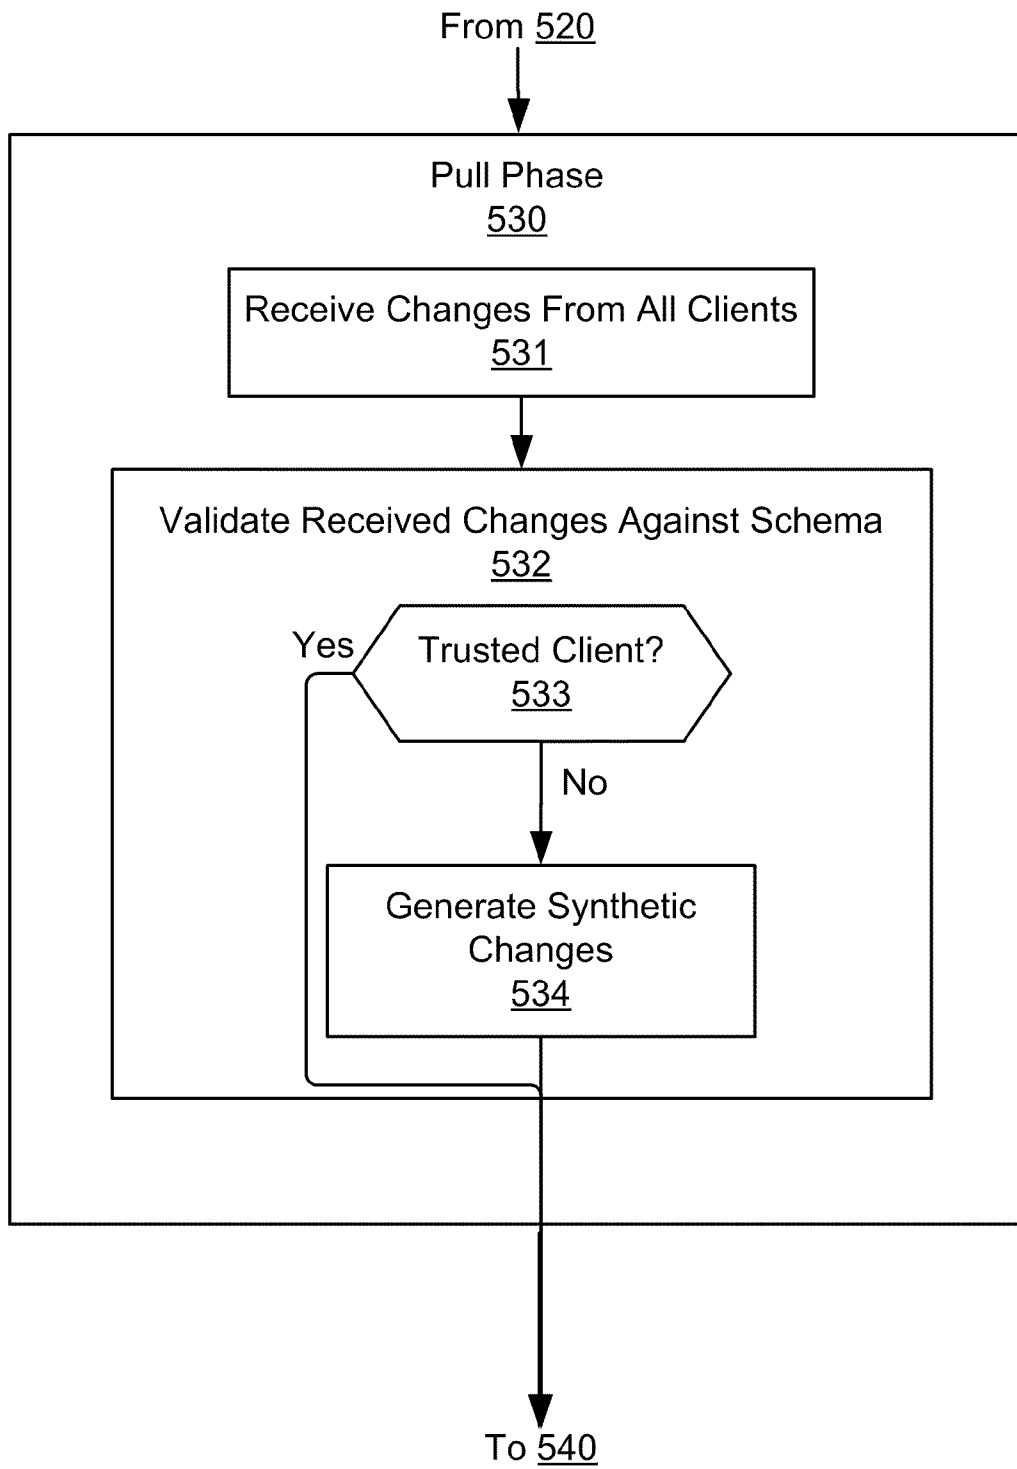 From 520
Pull Phase
530
Receive Changes From All Clients
531
Validate Received Changes Against Schema
532
Yes
Trusted Client?
533
No
Generate Synthetic
Changes
534
To 540